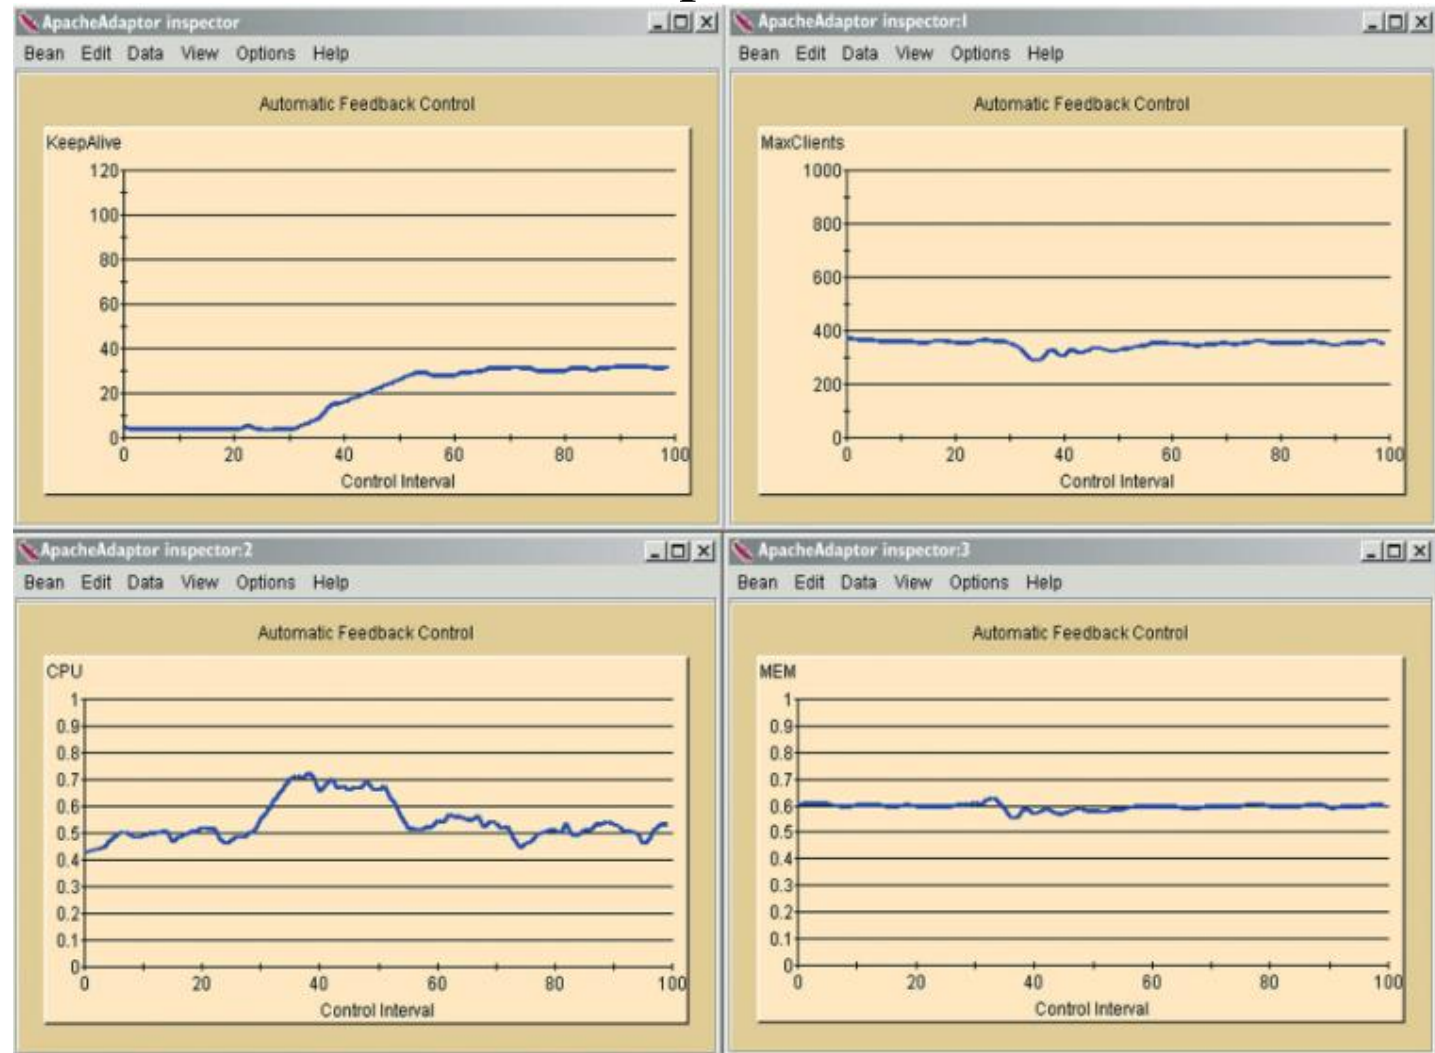 ApacheAdaptor inspector
Bean Edit Data View Options Help
Automatic Feedback Control
KeepAlive
120
100
80
60
40
20
0
0 20 40 60 80 100
Control Interval
ApacheAdaptor inspector:1
Bean Edit Data View Options Help
Automatic Feedback Control
MaxClients
1000
800
600
400
200
0
0 20 40 60 80 100
Control Interval
ApacheAdaptor inspector:2
Bean Edit Data View Options Help
Automatic Feedback Control
CPU
1
0.9
0.8
0.7
0.6
0.5
0.4
0.3
0.2
0.1
0
0 20 40 60 80 100
Control Interval
ApacheAdaptor inspector:3
Bean Edit Data View Options Help
Automatic Feedback Control
MEM
1
0.9
0.8
0.7
0.6
0.5
0.4
0.3
0.2
0.1
0
0 20 40 60 80 100
Control Interval